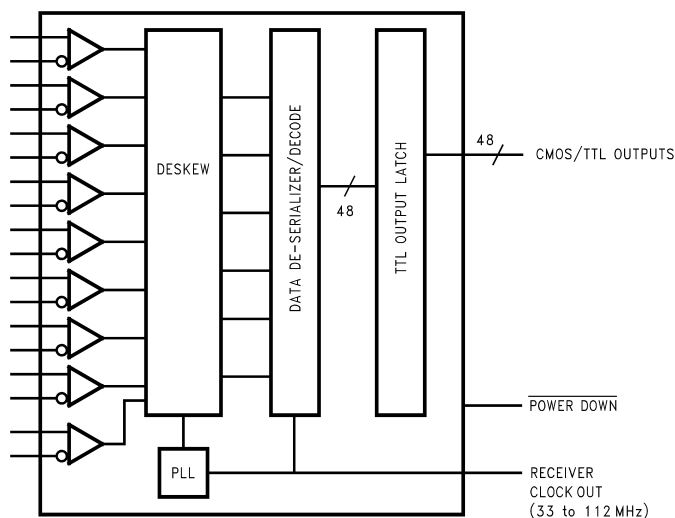 DESKEW
DATA DE-SERIALIZER/DECODE
48
TTL OUTPUT LATCH
48
CMOS/TTL OUTPUTS
POWER DOWN
PLL
RECEIVER
CLOCK OUT
(33 to 112 MHz)